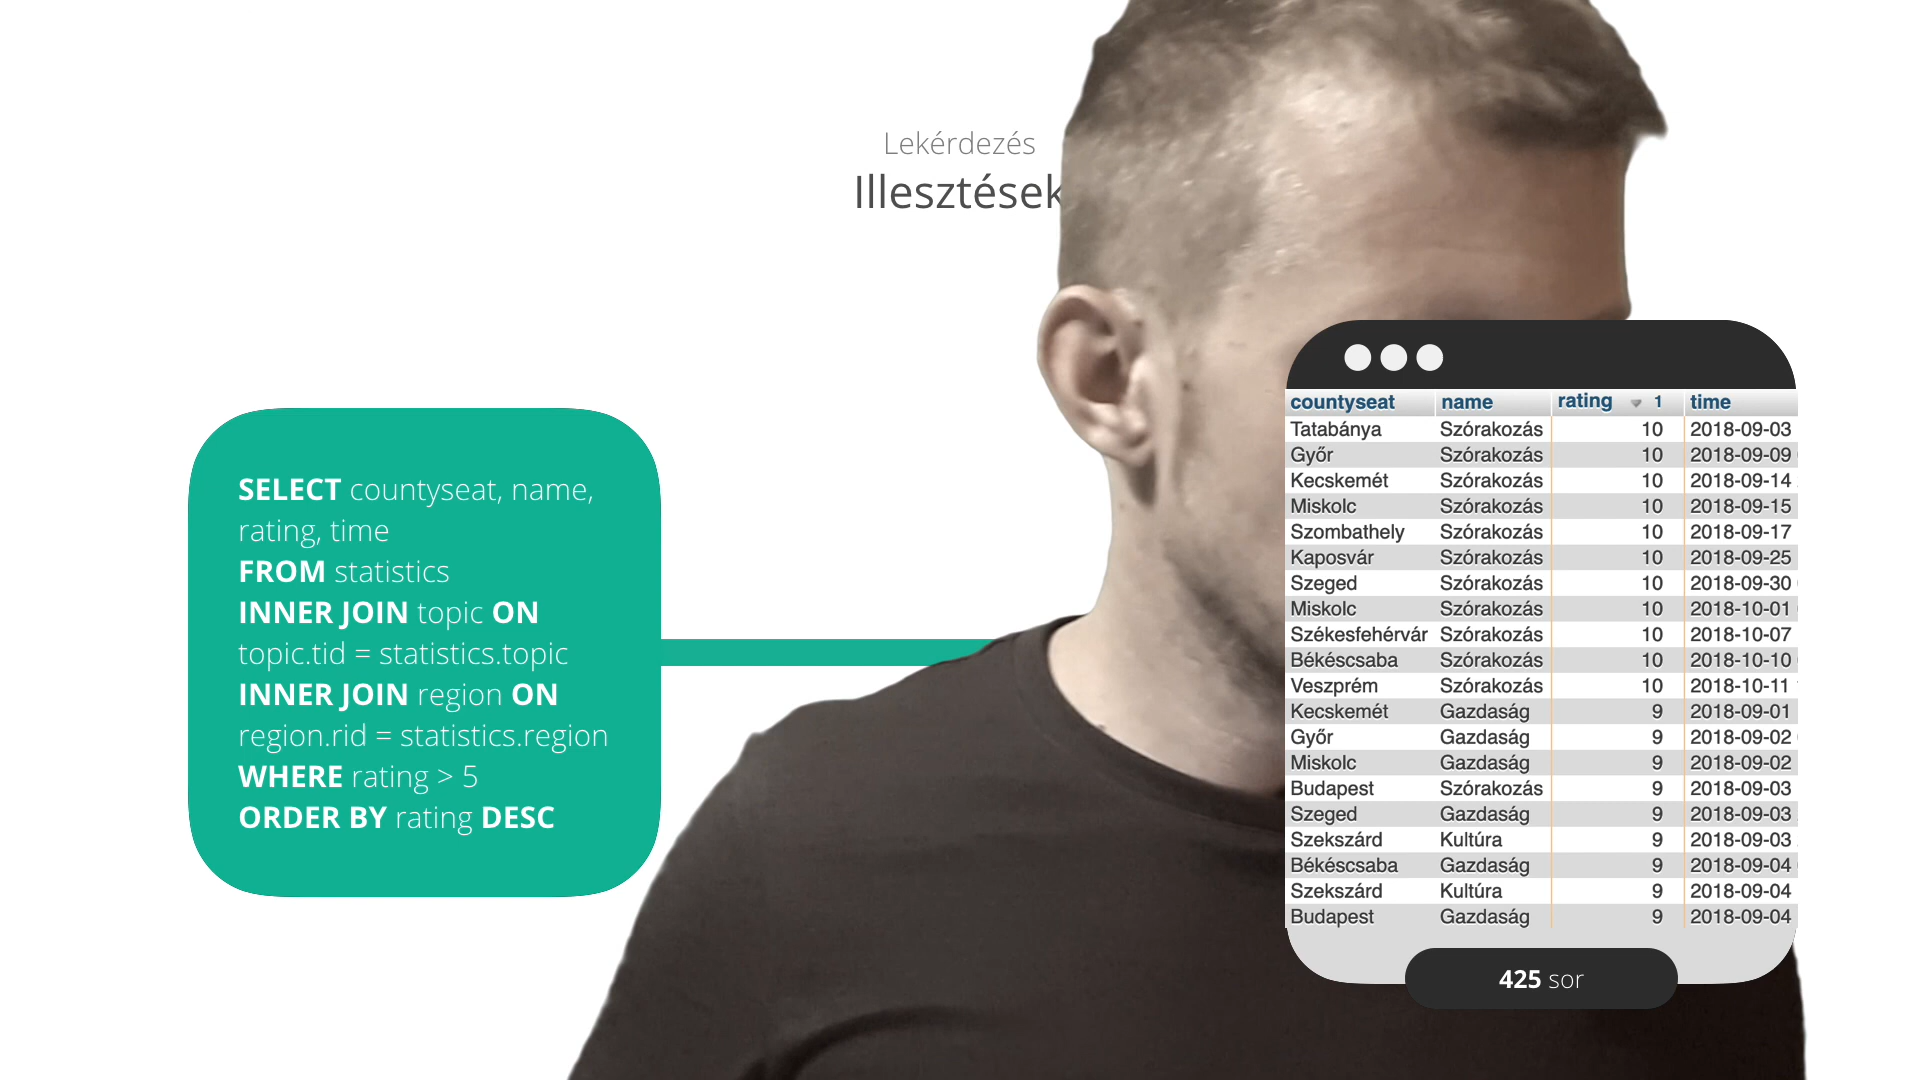 Lekérdezés
Illesztések
SELECT countyseat, name,
rating, time
FROM statistics
INNER JOIN topic ON
topic.tid = statistics.topic
INNER JOIN region ON
region.rid = statistics.region
WHERE rating > 5
ORDER BY rating DESC
countyseat name rating 1 time
Tatabánya Szórakozás 10 2018-09-03
Győr Szórakozás 10 2018-09-09
Kecskemét Szórakozás 10 2018-09-14
Miskolc Szórakozás 10 2018-09-15
Szombathely Szórakozás 10 2018-09-17
Kaposvár Szórakozás 10 2018-09-25
Szeged Szórakozás 10 2018-09-30
Miskolc Szórakozás 10 2018-10-01
Székesfehérvár Szórakozás 10 2018-10-07
Békéscsaba Szórakozás 10 2018-10-10
Veszprém Szórakozás 10 2018-10-11
Kecskemét Gazdaság 9 2018-09-01
Győr Gazdaság 9 2018-09-02
Miskolc Gazdaság 9 2018-09-02
Budapest Szórakozás 9 2018-09-03
Szeged Gazdaság 9 2018-09-03
Szekszárd Kultúra 9 2018-09-03
Békéscsaba Gazdaság 9 2018-09-04
Szekszárd Kultúra 9 2018-09-04
Budapest Gazdaság 9 2018-09-04
425 sor